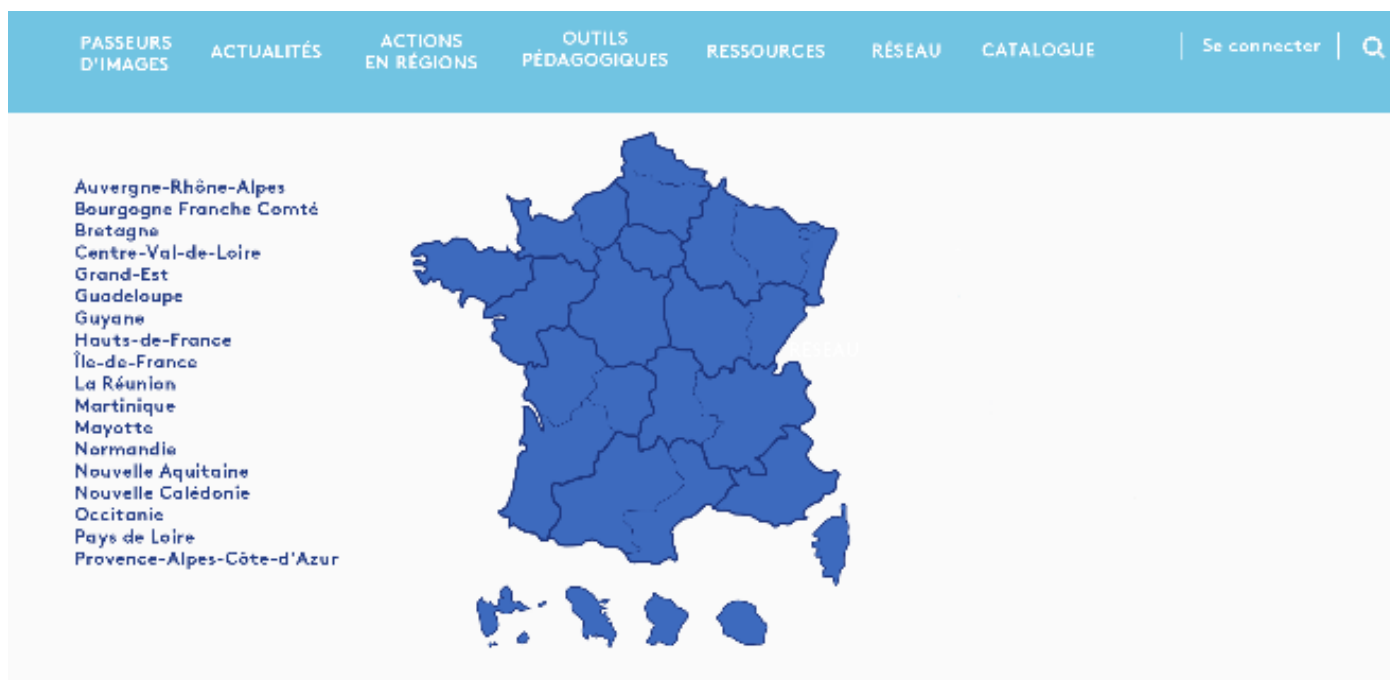 PASSEURS
D'IMAGES
ACTUALITÉS
ACTIONS
EN RÉGIONS
OUTILS
PÉDAGOGIQUES
RESSOURCES
RÉSEAU
CATALOGUE
Se connecter
Auvergne-Rhône-Alpes
Bourgogne Franche Comté
Bretagne
Centre-Val-de-Loire
Grand-Est
Guadeloupe
Guyane
Hauts-de-France
Île-de-France
La Réunion
Martinique
Mayotte
Normandie
Nouvelle Aquitaine
Nouvelle Calédonie
Occitanie
Pays de Loire
Provence-Alpes-Côte-d'Azur
RÉSEAU